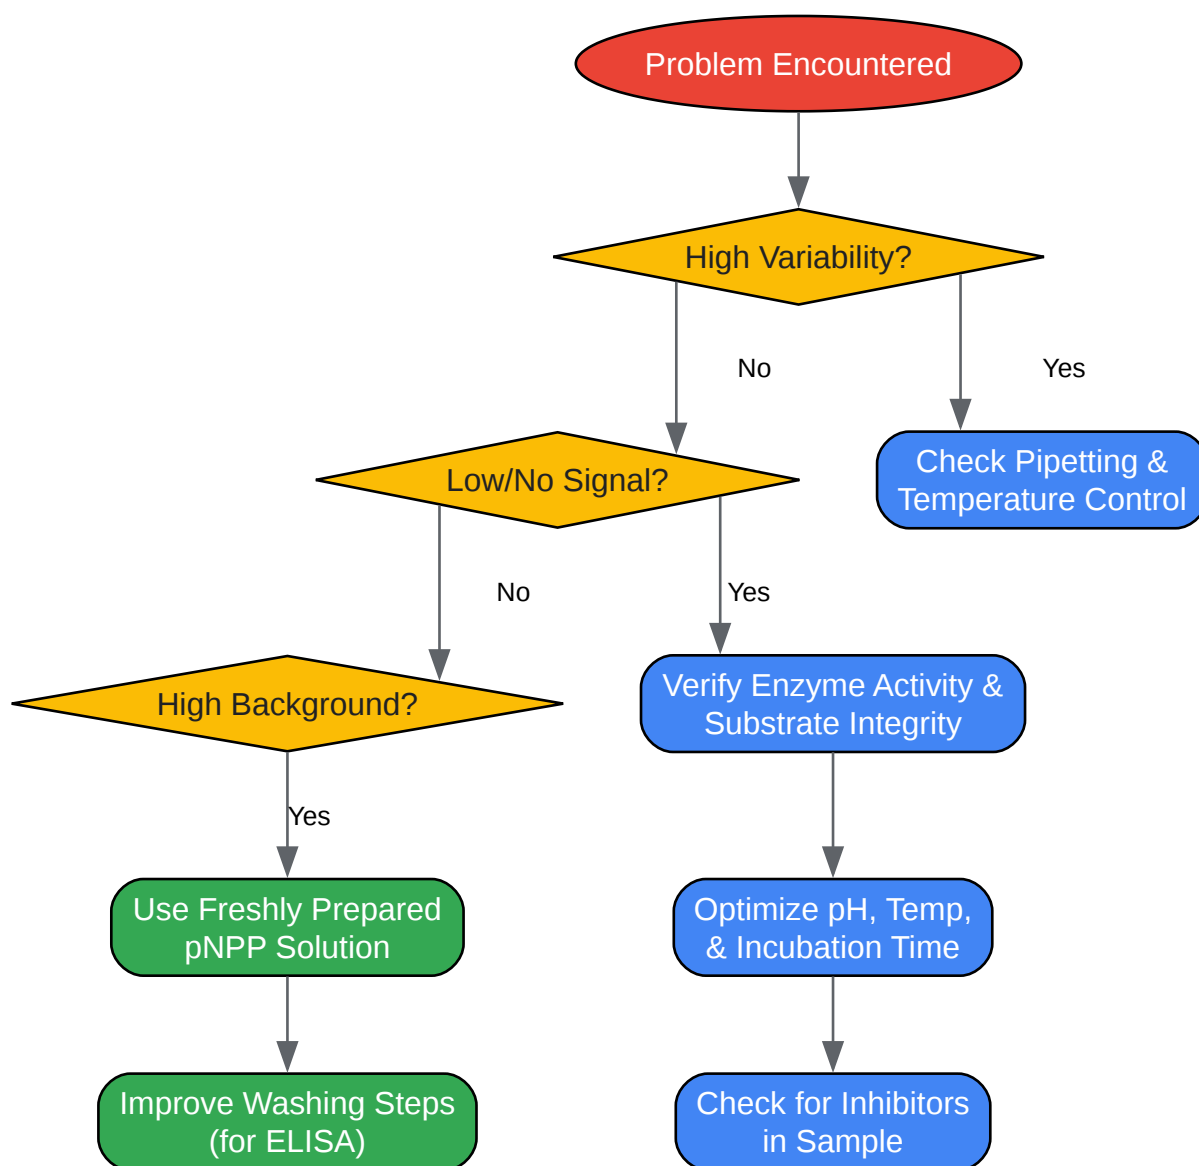 Problem Encountered
High Variability?
No
Yes
Low/No Signal?
Check Pipetting &
Temperature Control
No
Yes
High Background?
Verify Enzyme Activity &
Substrate Integrity
Yes
Use Freshly Prepared
pNPP Solution
Optimize pH, Temp,
& Incubation Time
Improve Washing Steps
(for ELISA)
Check for Inhibitors
in Sample